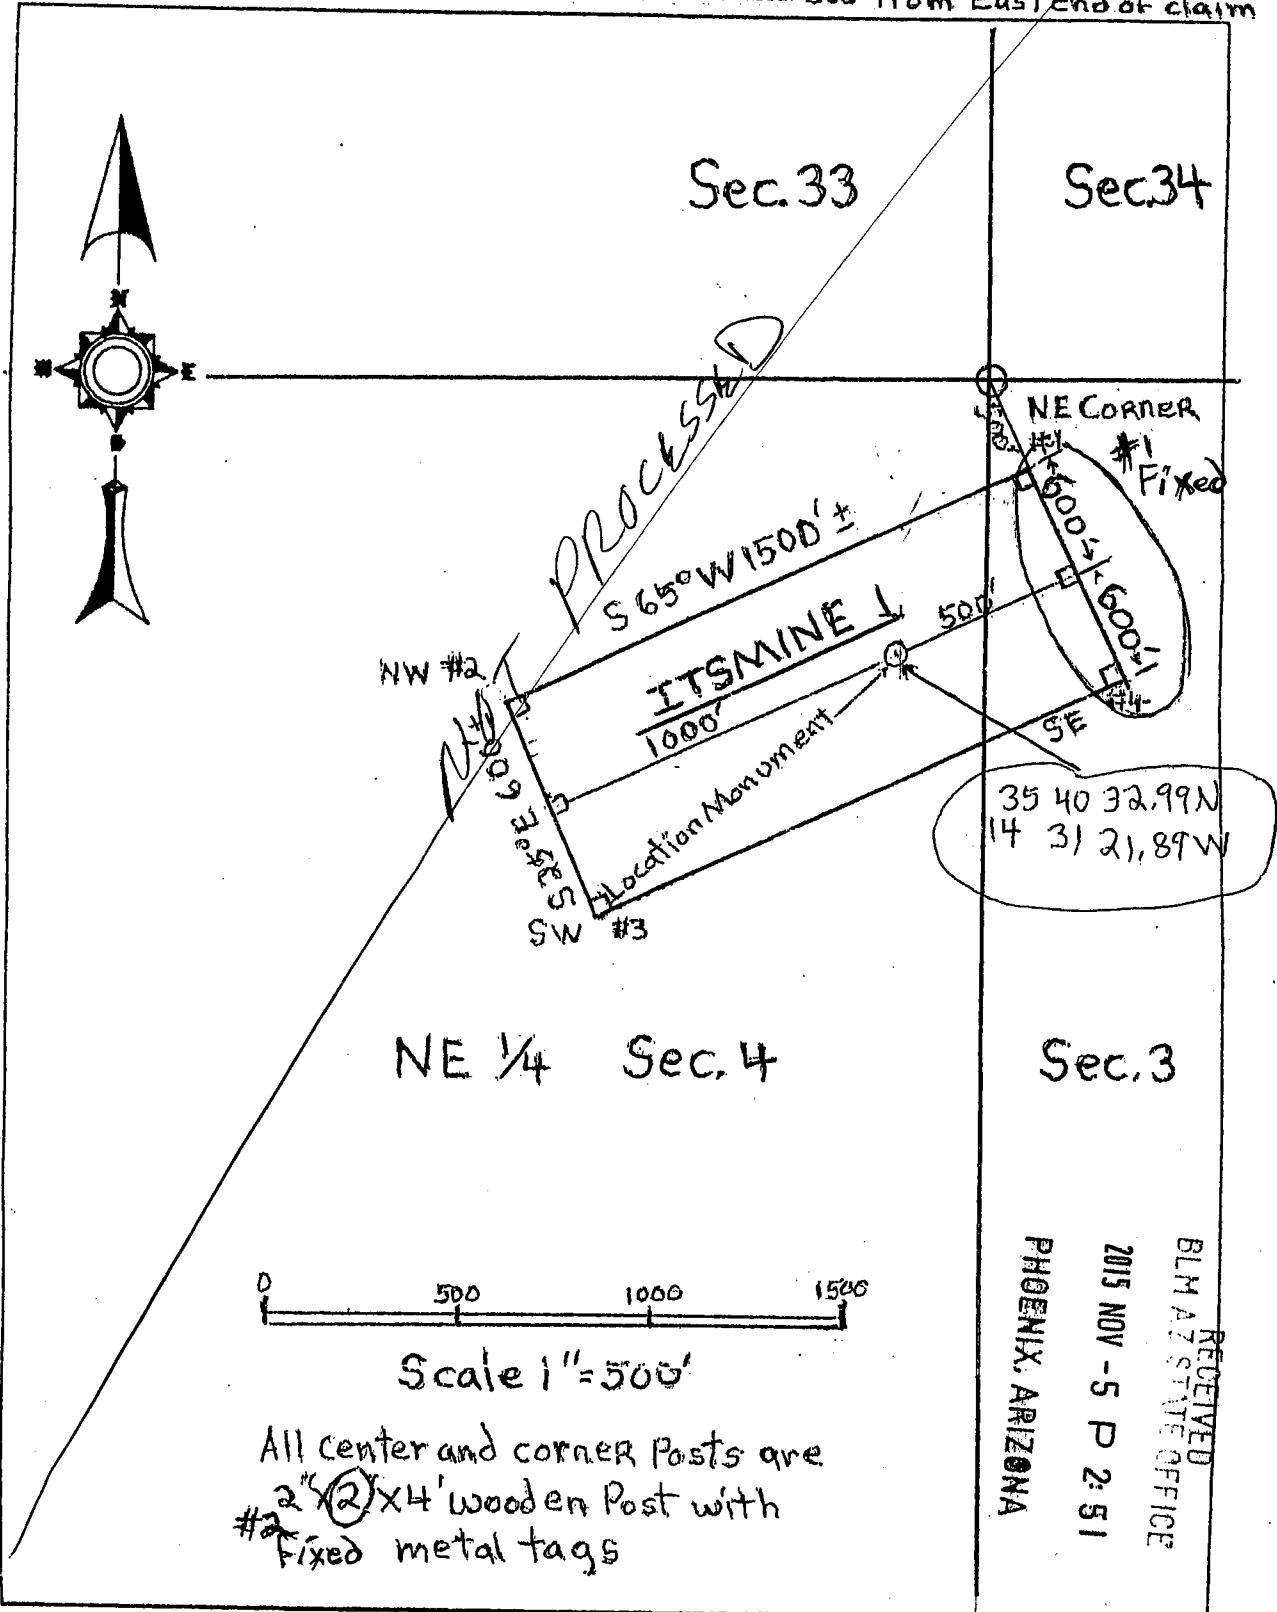 from East end of claim
Sec. 33
Sec 34
N
E
NE CORNER
#1
#1
Fixed
600'
600'
S 65° W 1500' ±
ITSMINE 1
500'
1000'
NW #2
PROCESSED
Location Monument
SE
#4
S 25° E 600'±
SW #3
35 40 32.99N
14 31 21.89W
NE 1/4 Sec. 4
Sec. 3
0 500 1000 1500
Scale 1"=500'
All center and corner Posts are
2"x2"x4' wooden Post with
#2
Fixed metal tags
RECEIVED
BLM AZ STATE OFFICE
2015 NOV -5 P 2:51
PHOENIX, ARIZONA